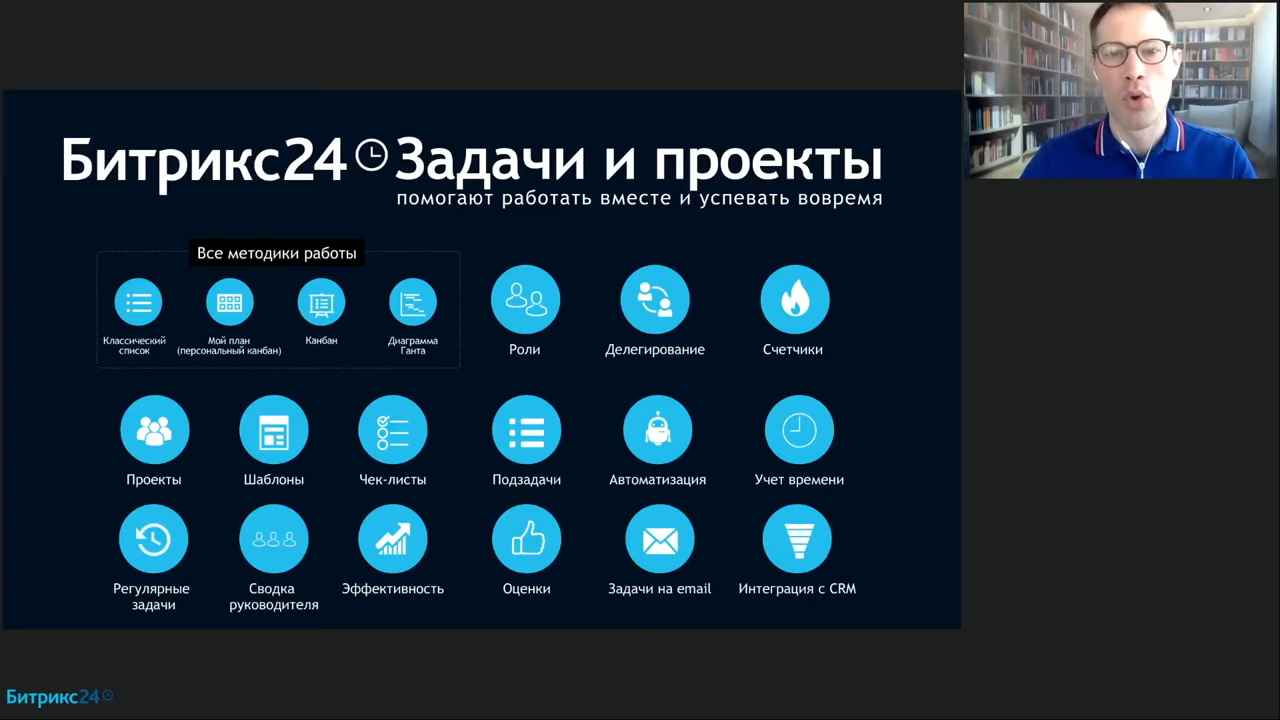 Битрикс24 Задачи и проекты
помогают работать вместе и успевать вовремя
Все методики работы
Классический
список
Мой план
(персональный канбан)
Канбан
Диаграмма
Ганта
Роли
Делегирование
Счетчики
Проекты
Шаблоны
Чек-листы
Подзадачи
Автоматизация
Учет времени
Регулярные
задачи
Сводка
руководителя
Эффективность
Оценки
Задачи на email
Интеграция с CRM
Битрикс24